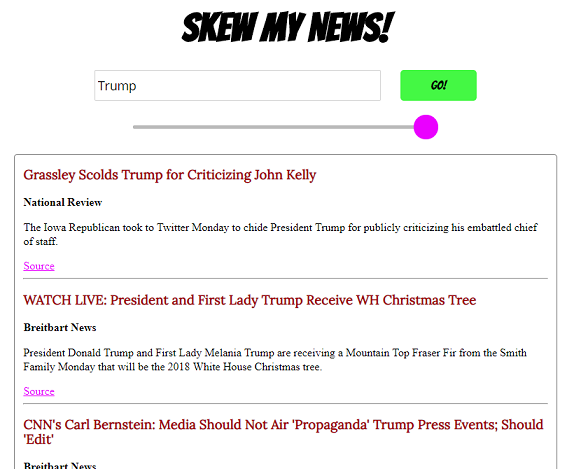 SKEW MY NEWS!
Trump
GO!
Grassley Scolds Trump for Criticizing John Kelly
National Review
The Iowa Republican took to Twitter Monday to chide President Trump for publicly criticizing his embattled chief
of staff.
Source
WATCH LIVE: President and First Lady Trump Receive WH Christmas Tree
Breitbart News
President Donald Trump and First Lady Melania Trump are receiving a Mountain Top Fraser Fir from the Smith
Family Monday that will be the 2018 White House Christmas tree.
Source
CNN's Carl Bernstein: Media Should Not Air 'Propaganda' Trump Press Events; Should
'Edit'
Breitbart News